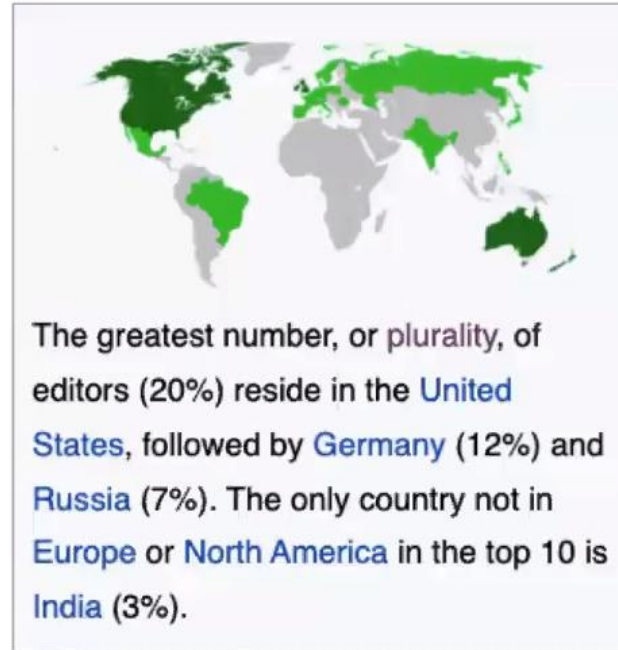 The greatest number, or plurality, of
editors (20%) reside in the United
States, followed by Germany (12%) and
Russia (7%). The only country not in
Europe or North America in the top 10 is
India (3%).